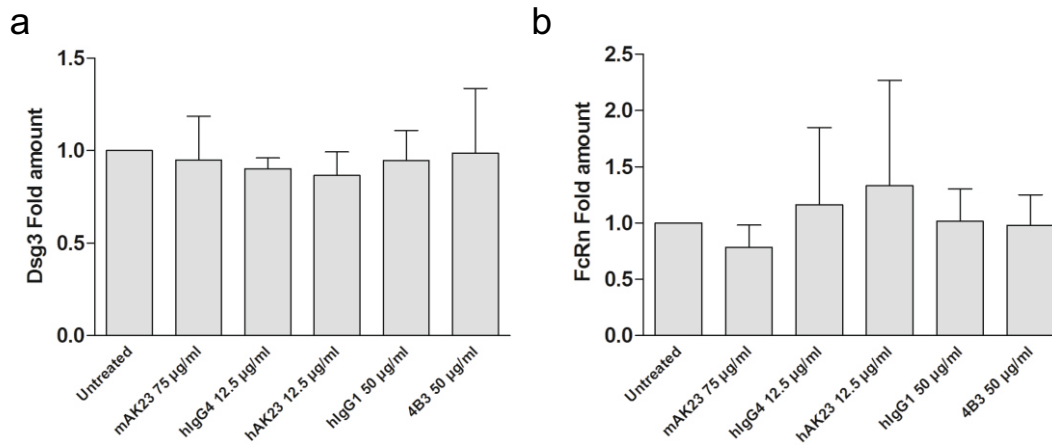 a
Dsg3 Fold amount
1.5
1.0
0.5
0.0
Untreated
mAK23 75 µg/ml
hIgG4 12.5 µg/ml
hAK23 12.5 µg/ml
hIgG1 50 µg/ml
4B3 50 µg/ml
b
FcRn Fold amount
2.5
2.0
1.5
1.0
0.5
0.0
Untreated
mAK23 75 µg/ml
hIgG4 12.5 µg/ml
hAK23 12.5 µg/ml
hIgG1 50 µg/ml
4B3 50 µg/ml